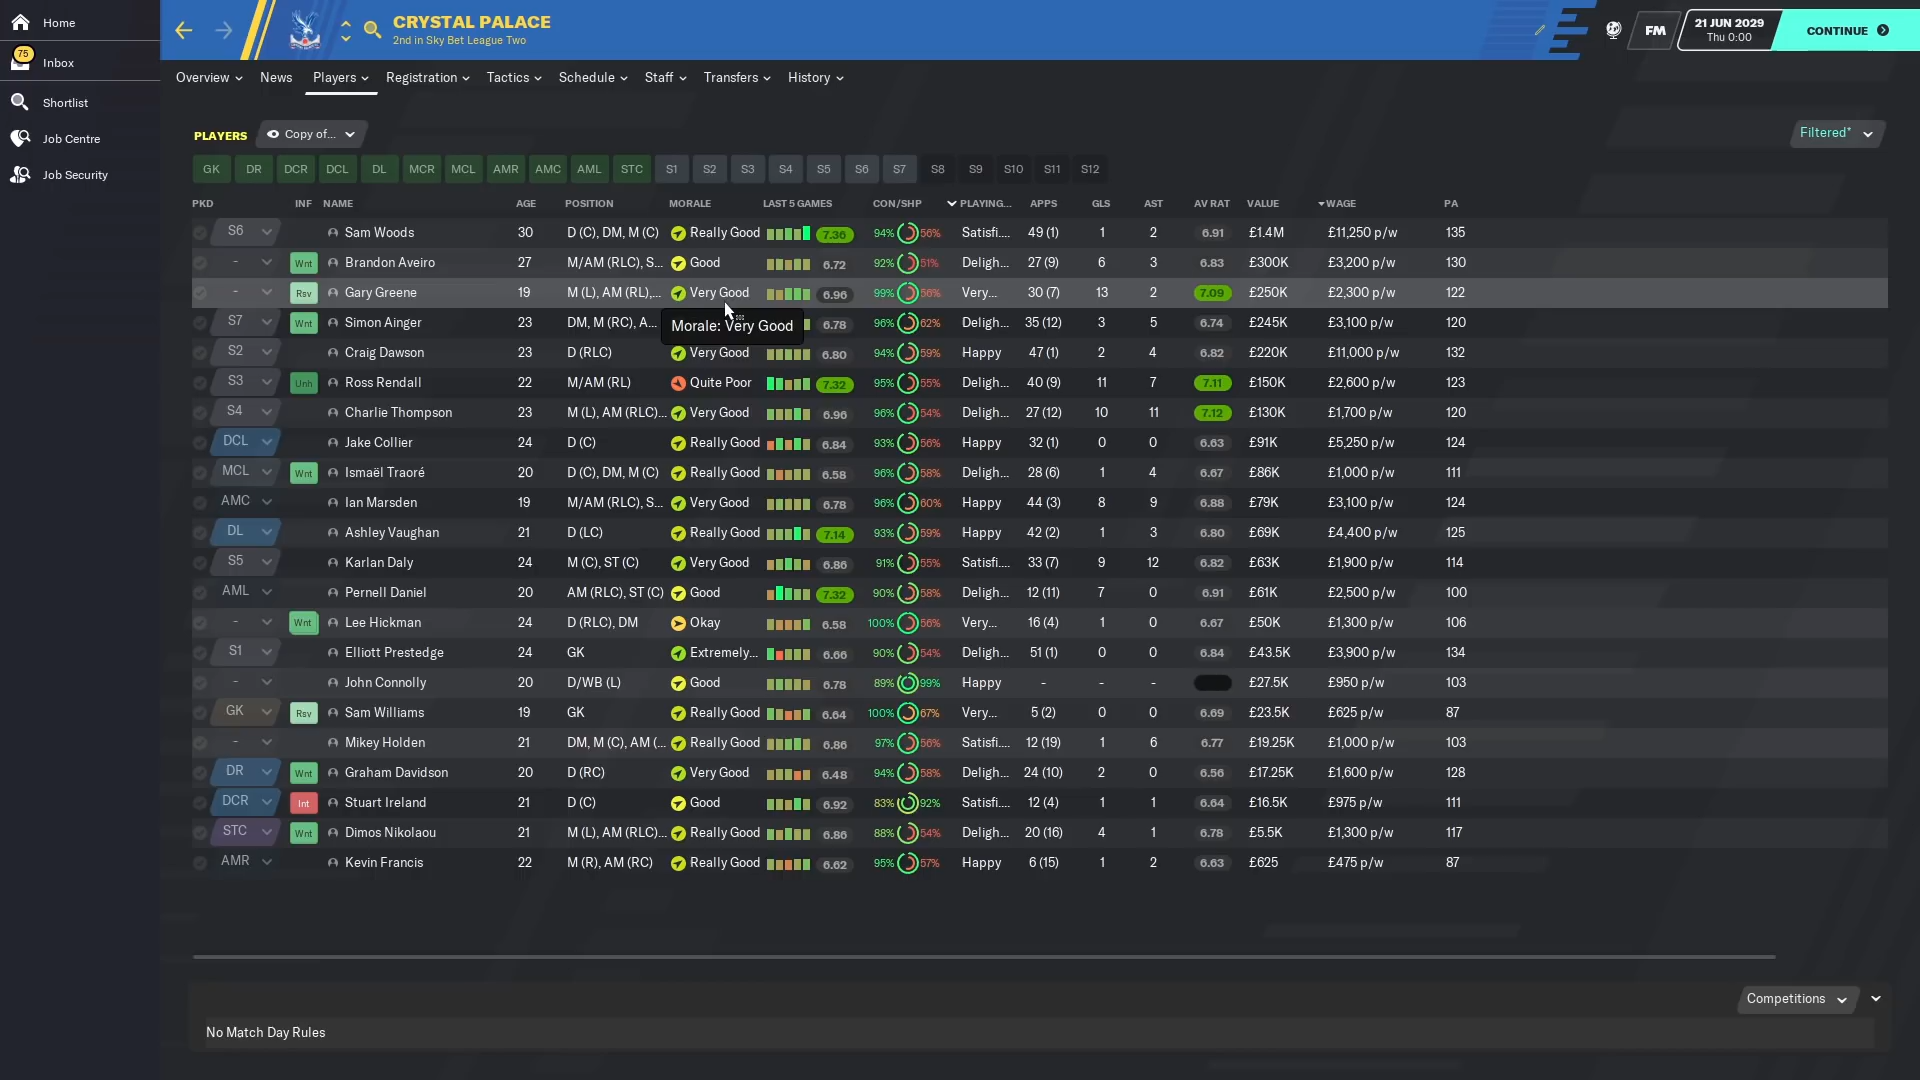 Home
75
Inbox
Shortlist
Job Centre
Job Security
CRYSTAL PALACE
2nd in Sky Bet League Two
FM
21 JUN 2029
Thu 0:00
CONTINUE
Overview News Players Registration Tactics Schedule Staff Transfers History
PLAYERS Copy of... Filtered*
GK DR DCR DCL DL MCR MCL AMR AMC AML STC S1 S2 S3 S4 S5 S6 S7 S8 S9 S10 S11 S12
PKD INF NAME AGE POSITION MORALE LAST 5 GAMES CON/SHP PLAYING... APPS GLS AST AV RAT VALUE WAGE PA
S6 Sam Woods 30 D (C), DM, M (C) Really Good 7.36 94% 56% Satisfi.... 49 (1) 1 2 6.91 £1.4M £11,250 p/w 135
- Wnt Brandon Aveiro 27 M/AM (RLC), S... Good 6.72 92% 51% Deligh... 27 (9) 6 3 6.83 £300K £3,200 p/w 130
- Rsv Gary Greene 19 M (L), AM (RL),... Very Good 6.96 99% 56% Very... 30 (7) 13 2 7.09 £250K £2,300 p/w 122
S7 Wnt Simon Ainger 23 DM, M (RC), A... Morale: Very Good 6.78 96% 62% Deligh... 35 (12) 3 5 6.74 £245K £3,100 p/w 120
S2 Craig Dawson 23 D (RLC) Very Good 6.80 94% 59% Happy 47 (1) 2 4 6.82 £220K £11,000 p/w 132
S3 Unh Ross Rendall 22 M/AM (RL) Quite Poor 7.32 95% 55% Deligh... 40 (9) 11 7 7.11 £150K £2,600 p/w 123
S4 Charlie Thompson 23 M (L), AM (RLC)... Very Good 6.96 96% 54% Deligh... 27 (12) 10 11 7.12 £130K £1,700 p/w 120
DCL Jake Collier 24 D (C) Really Good 6.84 93% 56% Happy 32 (1) 0 0 6.63 £91K £5,250 p/w 124
MCL Wnt Ismaël Traoré 20 D (C), DM, M (C) Really Good 6.58 96% 58% Deligh... 28 (6) 1 4 6.67 £86K £1,000 p/w 111
AMC Ian Marsden 19 M/AM (RLC), S... Very Good 6.78 96% 60% Happy 44 (3) 8 9 6.88 £79K £3,100 p/w 124
DL Ashley Vaughan 21 D (LC) Really Good 7.14 93% 59% Happy 42 (2) 1 3 6.80 £69K £4,400 p/w 125
S5 Karlan Daly 24 M (C), ST (C) Very Good 6.86 91% 55% Satisfi.... 33 (7) 9 12 6.82 £63K £1,900 p/w 114
AML Pernell Daniel 20 AM (RLC), ST (C) Good 7.32 90% 58% Deligh... 12 (11) 7 0 6.91 £61K £2,500 p/w 100
- Wnt Lee Hickman 24 D (RLC), DM Okay 6.58 100% 56% Very... 16 (4) 1 0 6.67 £50K £1,300 p/w 106
S1 Elliott Prestedge 24 GK Extremely... 6.66 90% 54% Deligh... 51 (1) 0 0 6.84 £43.5K £3,900 p/w 134
- John Connolly 20 D/WB (L) Good 6.78 89% 99% Happy - - - £27.5K £950 p/w 103
GK Rsv Sam Williams 19 GK Really Good 6.64 100% 67% Very... 5 (2) 0 0 6.69 £23.5K £625 p/w 87
- Mikey Holden 21 DM, M (C), AM (... Really Good 6.86 97% 56% Satisfi.... 12 (19) 1 6 6.77 £19.25K £1,000 p/w 103
DR Wnt Graham Davidson 20 D (RC) Very Good 6.48 94% 58% Deligh... 24 (10) 2 0 6.56 £17.25K £1,600 p/w 128
DCR Int Stuart Ireland 21 D (C) Good 6.92 83% 92% Satisfi.... 12 (4) 1 1 6.64 £16.5K £975 p/w 111
STC Wnt Dimos Nikolaou 21 M (L), AM (RLC)... Really Good 6.86 88% 54% Deligh... 20 (16) 4 1 6.78 £5.5K £1,300 p/w 117
AMR Kevin Francis 22 M (R), AM (RC) Really Good 6.62 95% 57% Happy 6 (15) 1 2 6.63 £625 £475 p/w 87
Competitions
No Match Day Rules